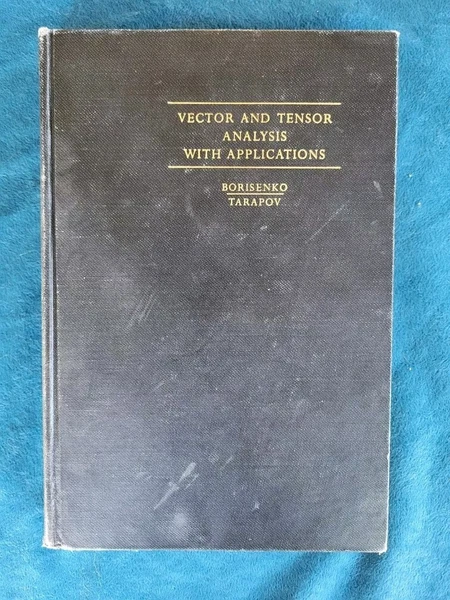 VECTOR AND TENSOR
ANALYSIS
WITH APPLICATIONS
BORISENKO
TARAPOV